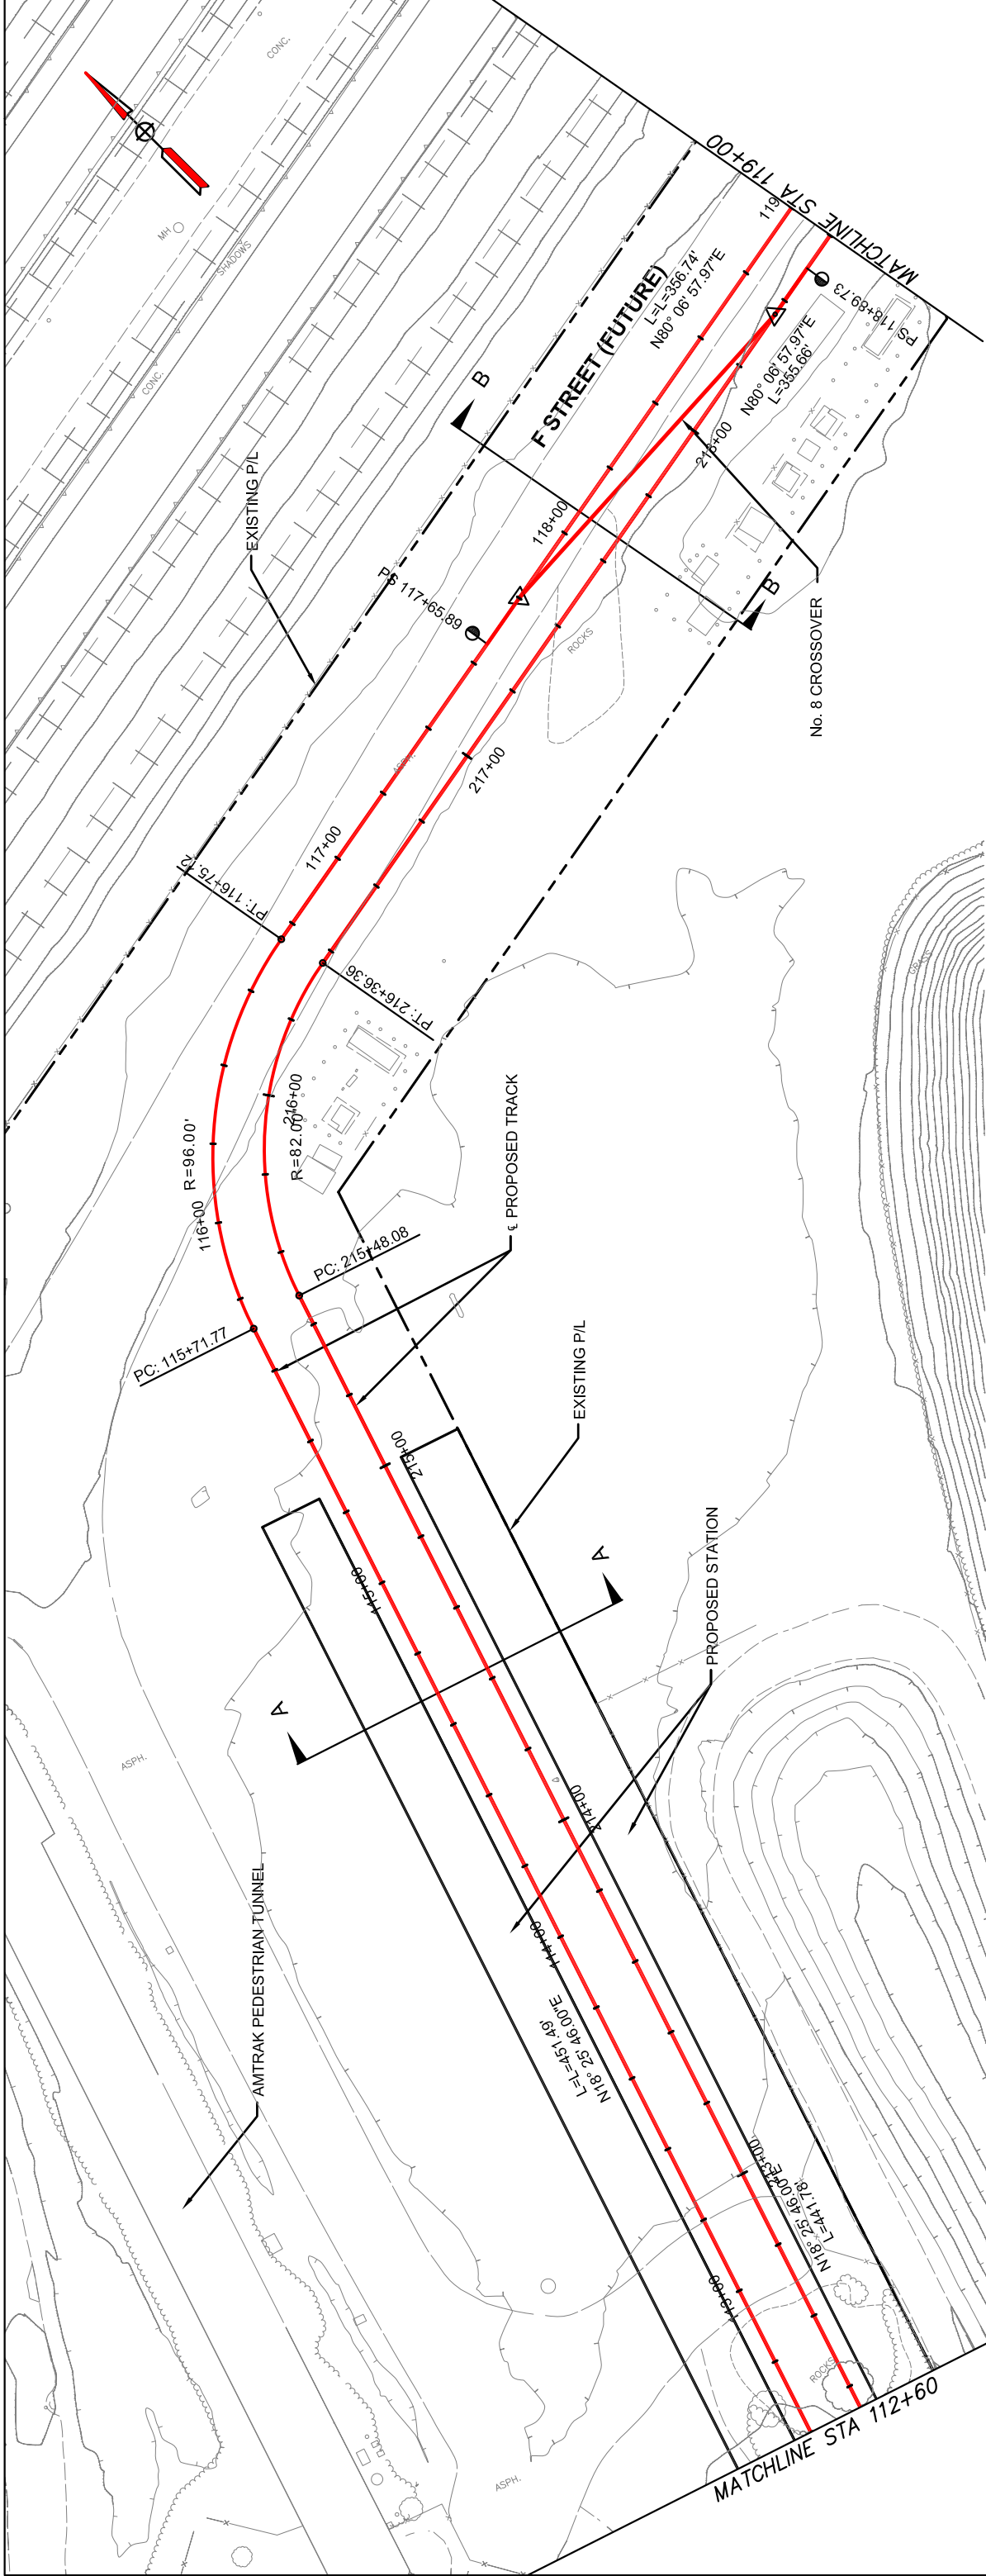 CONC.
MH
SHADOWS
CONC.
MATCHLINE STA 119+00
119
EXISTING P/L
B
F STREET (FUTURE)
L=L=356.74'
N80° 06' 57.97"E
PS 118+89.73
N80° 06' 57.97"E
L=355.66'
218+00
118+00
PS 117+65.89
B
ROCKS
No. 8 CROSSOVER
ASPH.
217+00
117+00
PT: 116+75.12
PT: 216+36.36
GRASS
216+00
R=82.00'
R=96.00'
116+00
℄ PROPOSED TRACK
PC: 215+48.08
PC: 115+71.77
EXISTING P/L
215+00
A
115+00
PROPOSED STATION
A
ASPH.
214+00
AMTRAK PEDESTRIAN TUNNEL
114+00
L=L=451.49'
N18° 25' 46.00"E
213+00
N18° 25' 46.00"E
L=441.78'
113+00
ROCKS
ASPH.
MATCHLINE STA 112+60